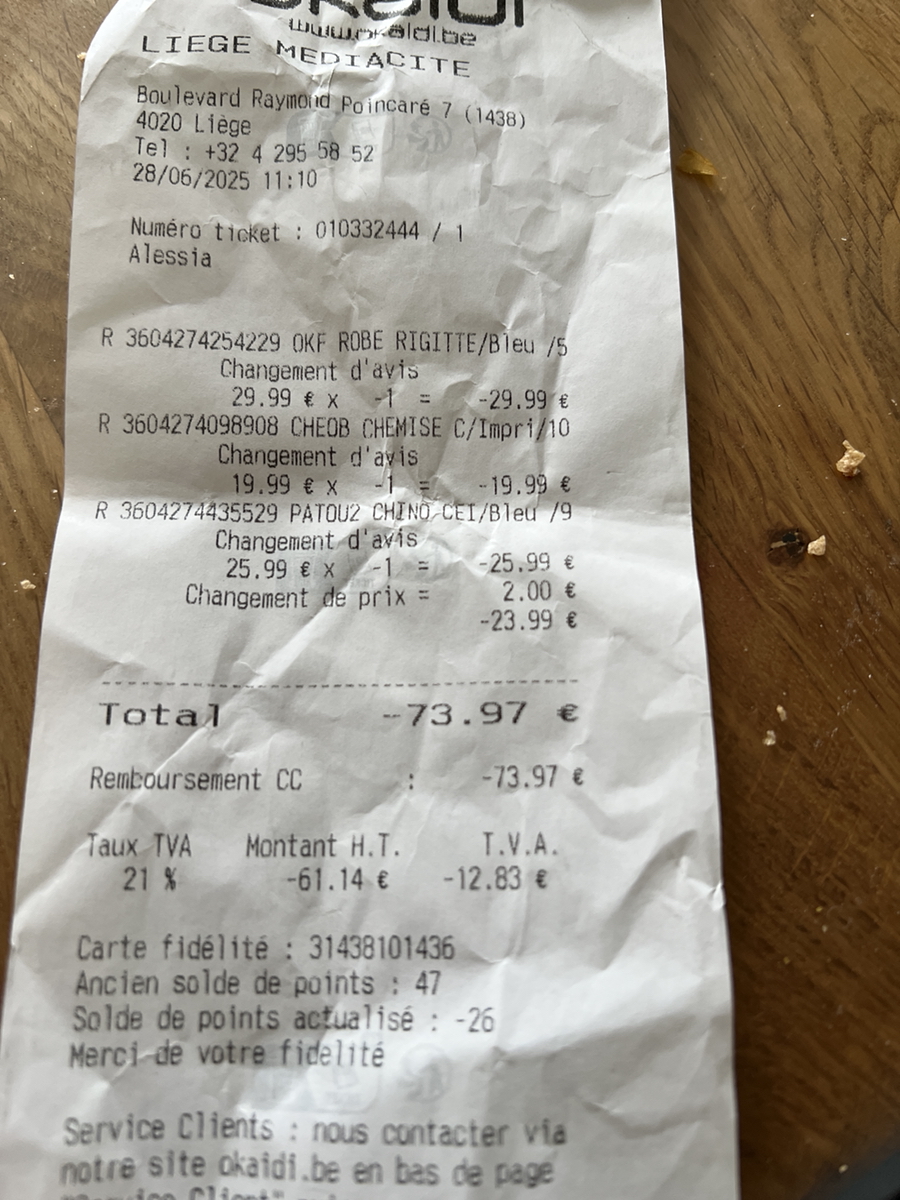 okaidi
www.okaidi.be
LIEGE MEDIACITE
Boulevard Raymond Poincaré 7 (1438)
4020 Liège
Tel : +32 4 295 58 52
28/06/2025 11:10
Numéro ticket : 010332444 / 1
Alessia
R 3604274254229 OKF ROBE RIGITTE/Bleu /5
Changement d'avis
29.99 € x -1 = -29.99 €
R 3604274098908 CHEOB CHEMISE C/Impri/10
Changement d'avis
19.99 € x -1 = -19.99 €
R 3604274435529 PATOU2 CHINO CEI/Bleu /9
Changement d'avis
25.99 € x -1 = -25.99 €
Changement de prix = 2.00 €
-23.99 €
Total -73.97 €
Remboursement CC : -73.97 €
Taux TVA Montant H.T. T.V.A.
21 % -61.14 € -12.83 €
Carte fidélité : 31438101436
Ancien solde de points : 47
Solde de points actualisé : -26
Merci de votre fidelité
Service Clients : nous contacter via
notre site okaidi.be en bas de page
"Service Client"